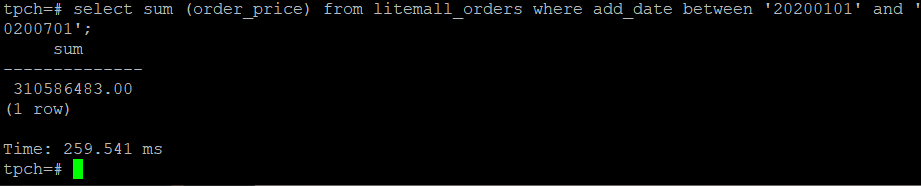 tpch=# select sum (order_price) from litemall_orders where add_date between '20200101' and '
0200701';
sum
--------------
310586483.00
(1 row)
Time: 259.541 ms
tpch=#